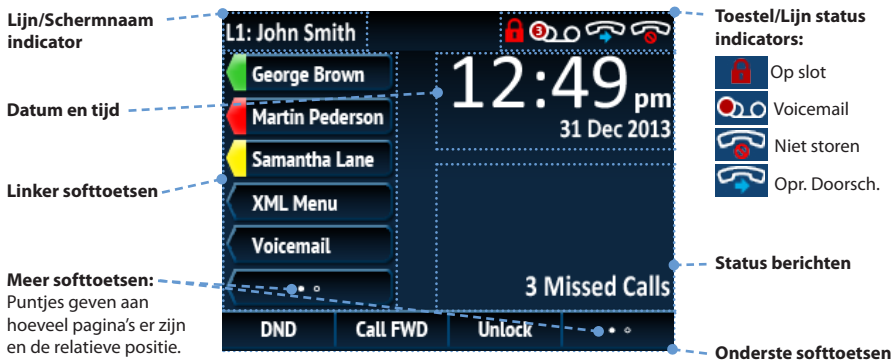 Lijn/Schermnaam
indicator
Datum en tijd
Linker softtoetsen
Meer softtoetsen:
Puntjes geven aan
hoeveel pagina's er zijn
en de relatieve positie.
L1: John Smith
3
George Brown
Martin Pederson
Samantha Lane
XML Menu
Voicemail
12:49 pm
31 Dec 2013
3 Missed Calls
DND
Call FWD
Unlock
Toestel/Lijn status
indicators:
Op slot
Voicemail
Niet storen
Opr. Doorsch.
Status berichten
Onderste softtoetsen